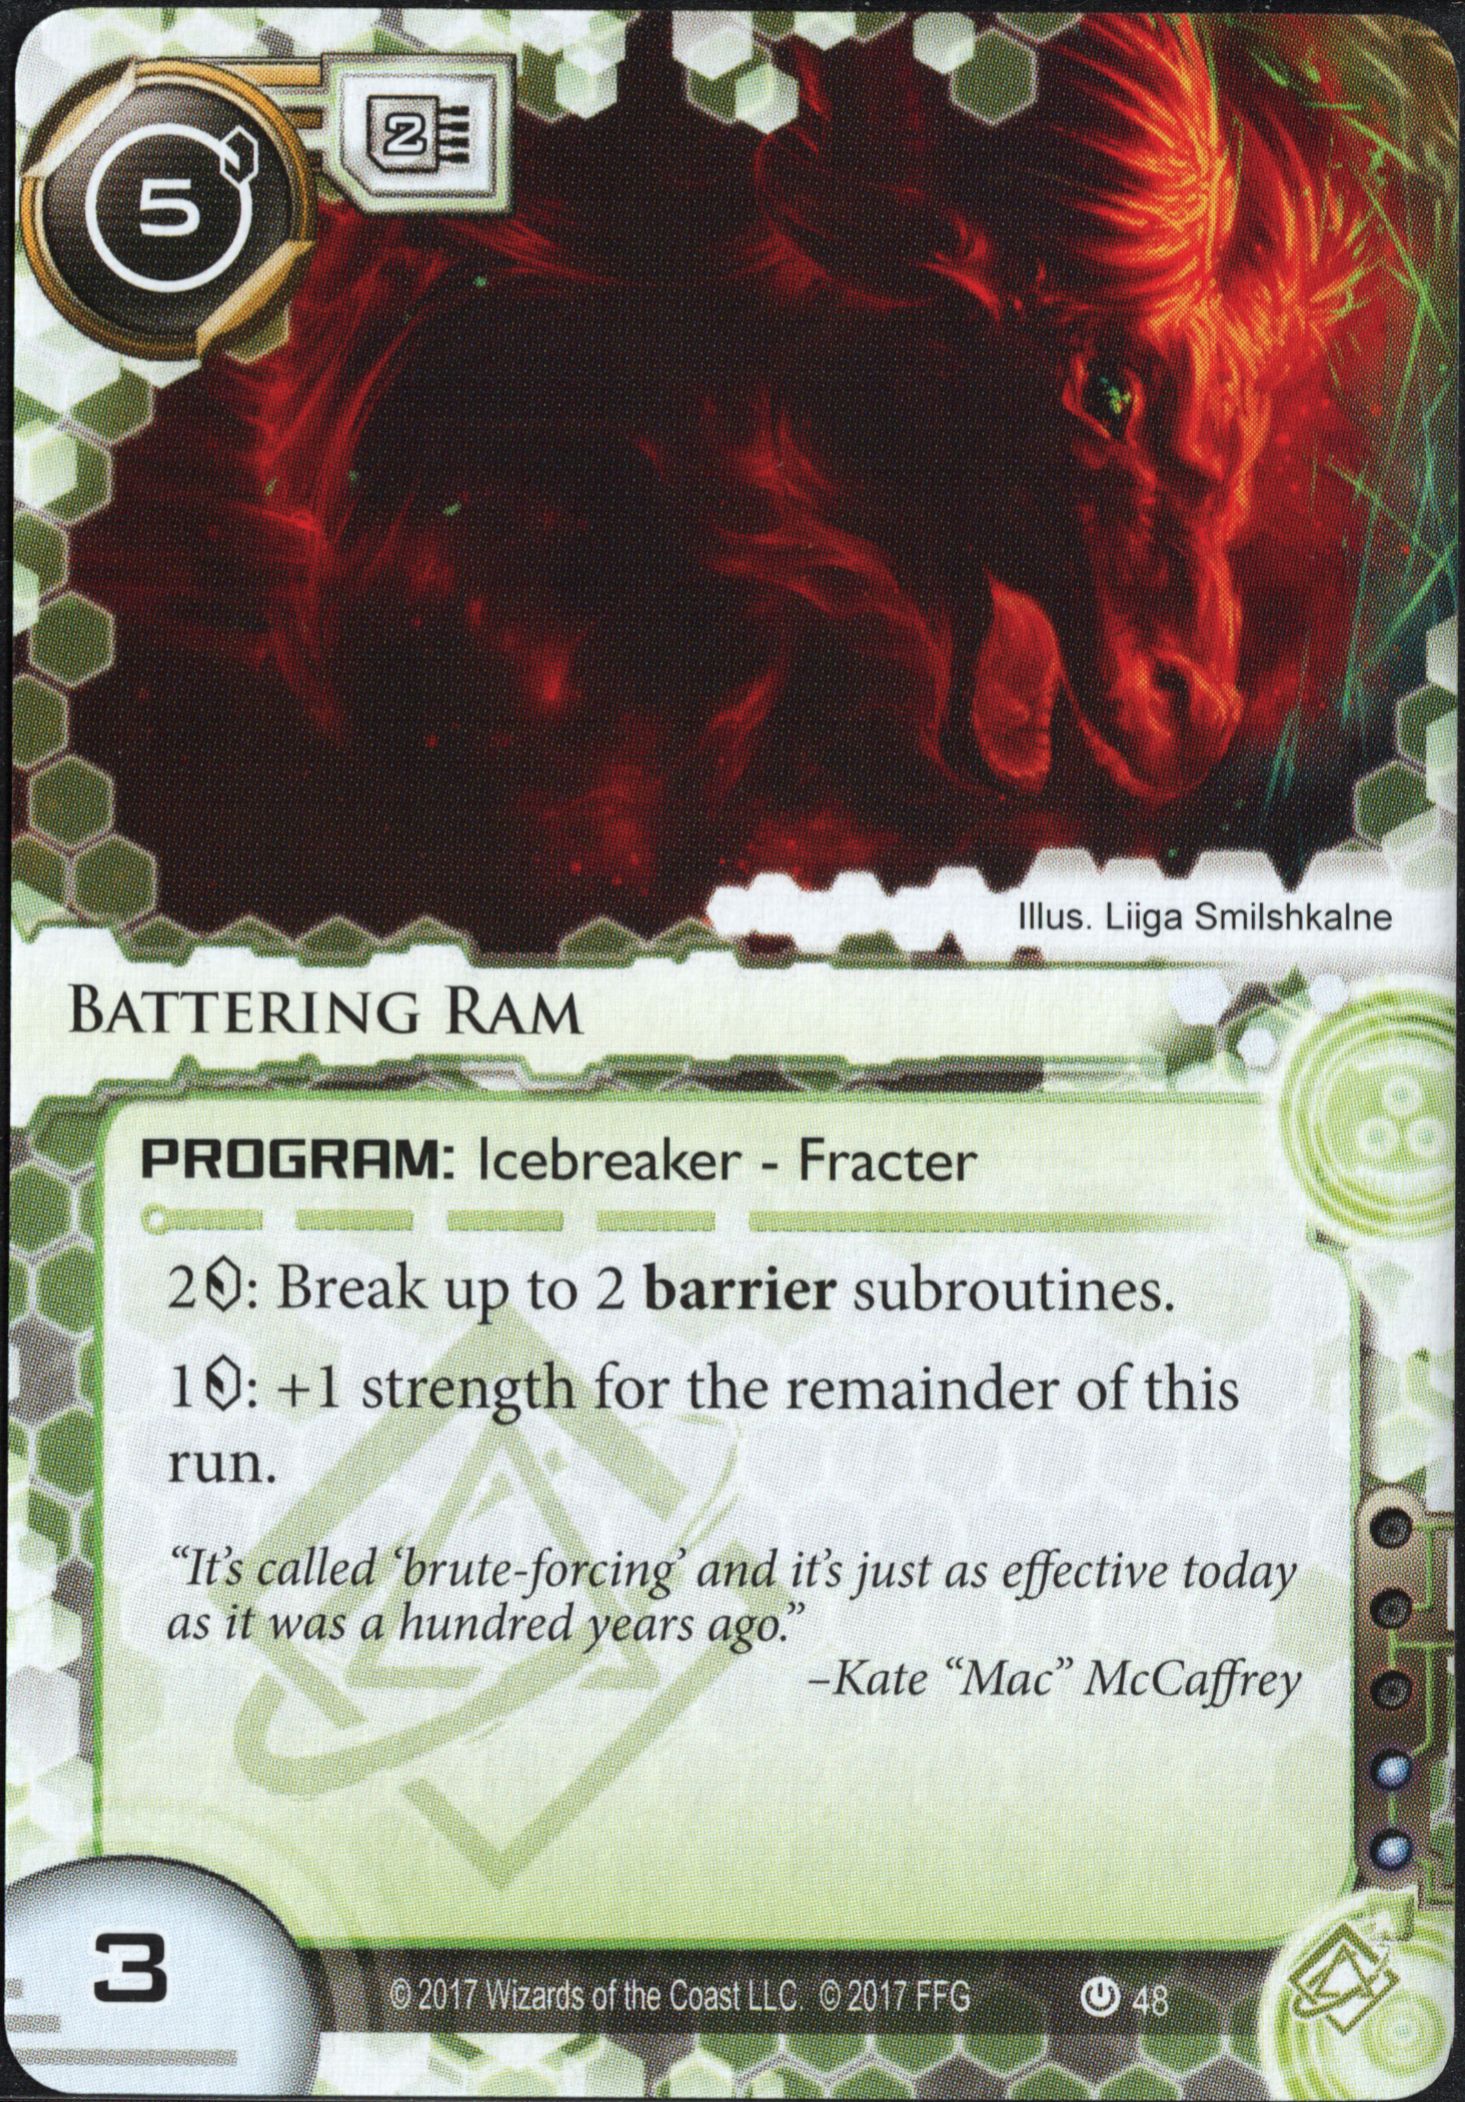 5
2
Illus. Liiga Smilshkalne
BATTERING RAM
PROGRAM: Icebreaker - Fracter
2: Break up to 2 barrier subroutines.
1: +1 strength for the remainder of this
run.
“It’s called ‘brute-forcing’ and it’s just as effective today
as it was a hundred years ago.”
–Kate “Mac” McCaffrey
3
© 2017 Wizards of the Coast LLC. © 2017 FFG 48